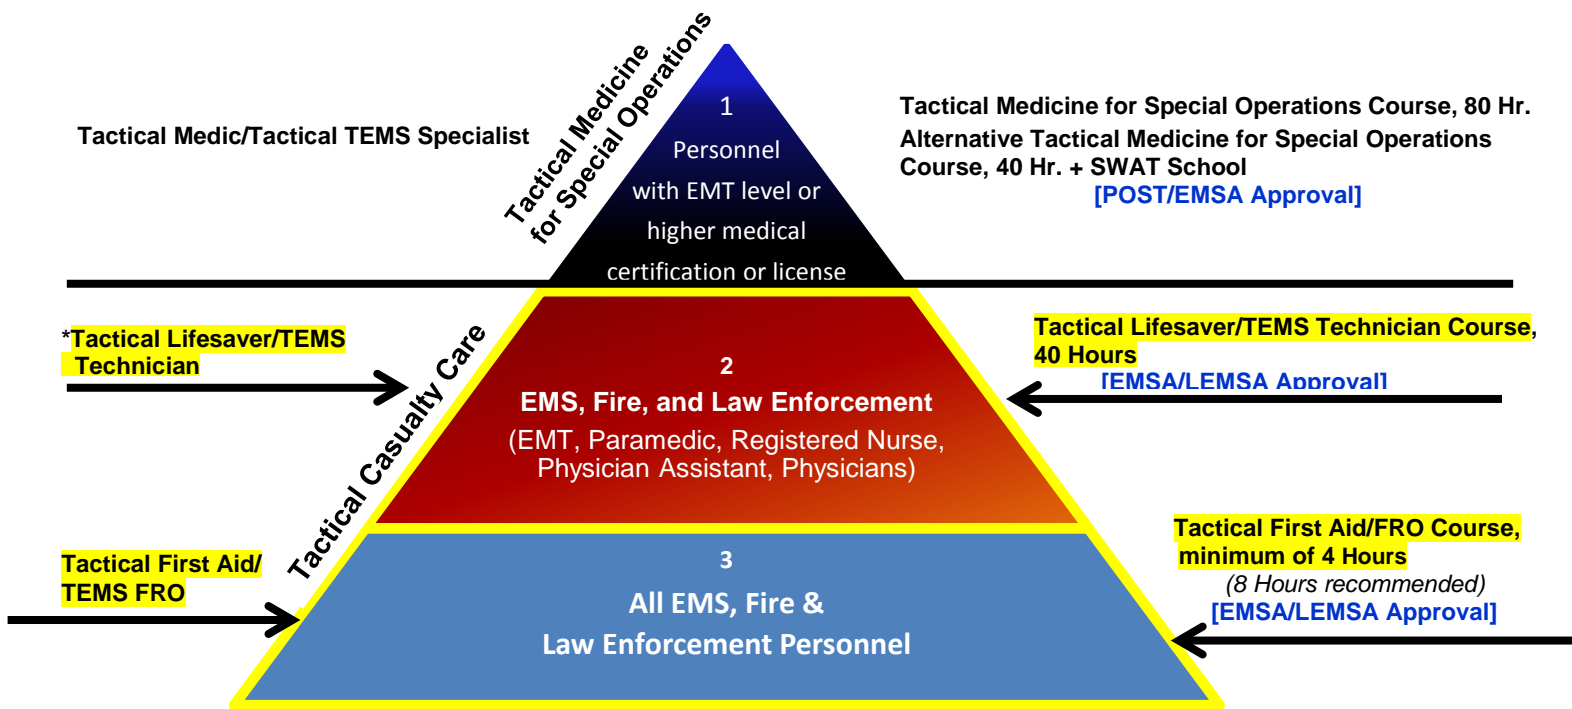 Tactical Medicine
for Special Operations
Tactical Medic/Tactical TEMS Specialist
1
Personnel
with EMT level or
higher medical
certification or license
Tactical Medicine for Special Operations Course, 80 Hr.
Alternative Tactical Medicine for Special Operations
Course, 40 Hr. + SWAT School
[POST/EMSA Approval]
Tactical Casualty Care
*Tactical Lifesaver/TEMS
Technician
2
EMS, Fire, and Law Enforcement
(EMT, Paramedic, Registered Nurse,
Physician Assistant, Physicians)
Tactical Lifesaver/TEMS Technician Course,
40 Hours
[EMSA/LEMSA Approval]
Tactical First Aid/
TEMS FRO
3
All EMS, Fire &
Law Enforcement Personnel
Tactical First Aid/FRO Course,
minimum of 4 Hours
(8 Hours recommended)
[EMSA/LEMSA Approval]